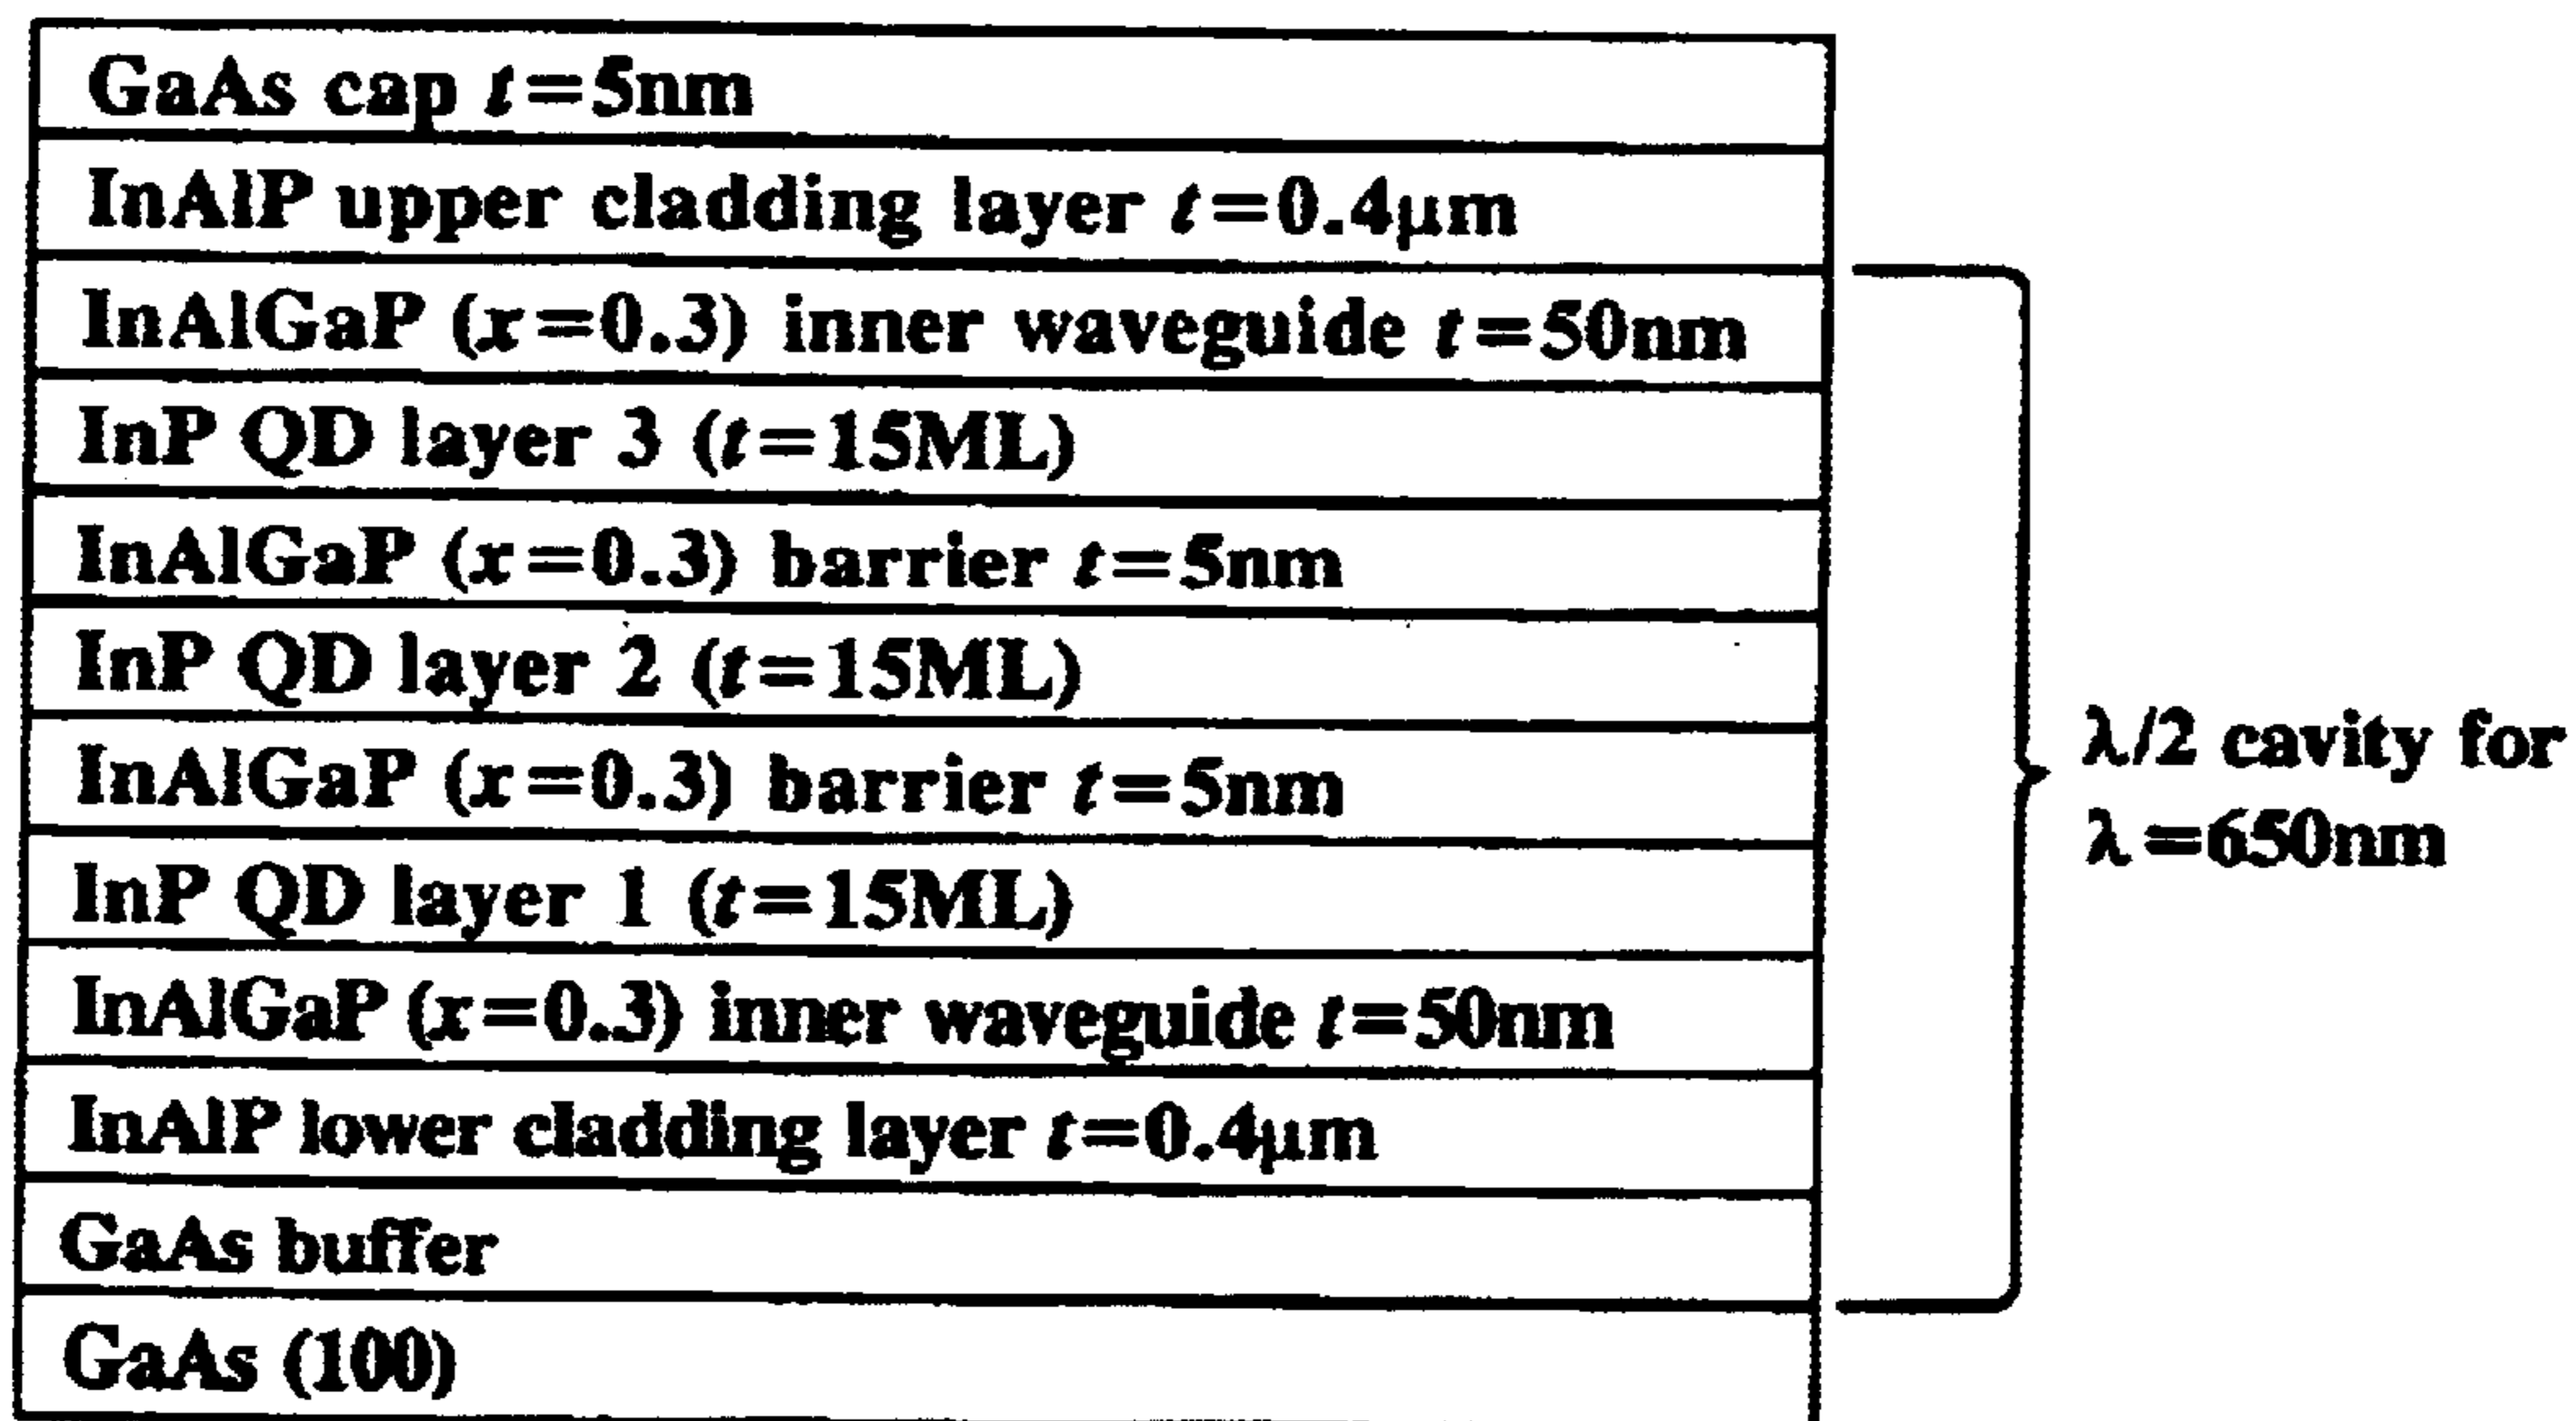 GaAs cap t=5nm
InAlP upper cladding layer t=0.4μm
InAlGaP (x=0.3) inner waveguide t=50nm
InP QD layer 3 (t=15ML)
InAlGaP (x=0.3) barrier t=5nm
InP QD layer 2 (t=15ML)
InAlGaP (x=0.3) barrier t=5nm
InP QD layer 1 (t=15ML)
InAlGaP (x=0.3) inner waveguide t=50nm
InAlP lower cladding layer t=0.4μm
GaAs buffer
GaAs (100)
λ/2 cavity for
λ=650nm